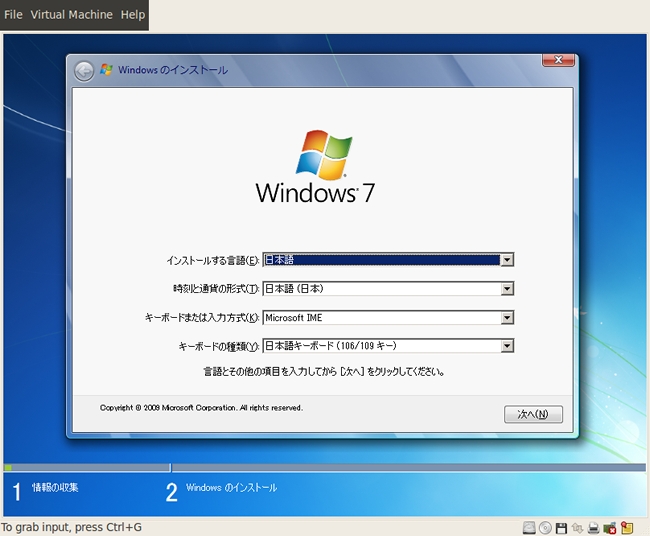 File Virtual Machine Help
Windows のインストール
Windows 7
インストールする言語(E): 日本語
時刻と通貨の形式(T): 日本語 (日本)
キーボードまたは入力方式(K): Microsoft IME
キーボードの種類(Y): 日本語キーボード (106/109 キー)
言語とその他の項目を入力してから [次へ] をクリックしてください。
Copyright © 2009 Microsoft Corporation. All rights reserved.
次へ(N)
1 情報の収集 2 Windows のインストール
To grab input, press Ctrl+G